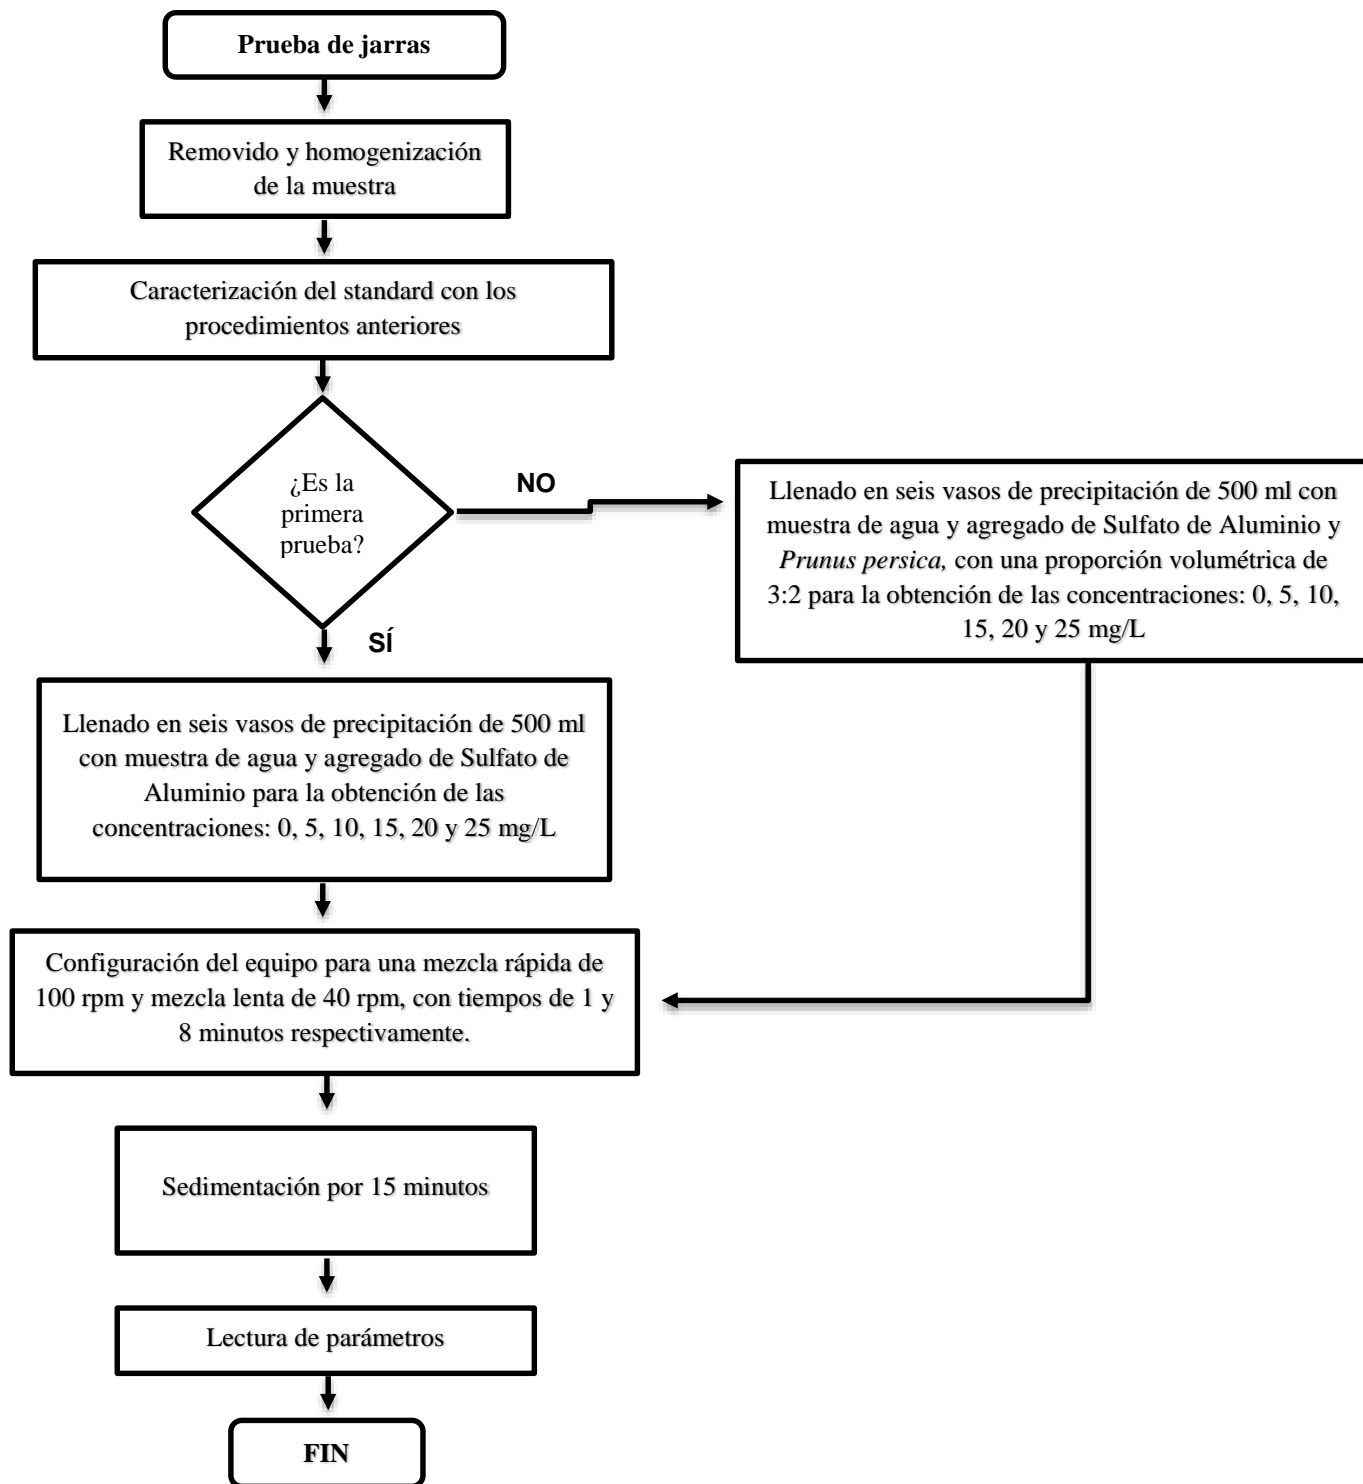 Prueba de jarras
Removido y homogenización
de la muestra
Caracterización del standard con los
procedimientos anteriores
¿Es la
primera
prueba?
NO
Llenado en seis vasos de precipitación de 500 ml con
muestra de agua y agregado de Sulfato de Aluminio y
Prunus persica, con una proporción volumétrica de
3:2 para la obtención de las concentraciones: 0, 5, 10,
15, 20 y 25 mg/L
SÍ
Llenado en seis vasos de precipitación de 500 ml
con muestra de agua y agregado de Sulfato de
Aluminio para la obtención de las
concentraciones: 0, 5, 10, 15, 20 y 25 mg/L
Configuración del equipo para una mezcla rápida de
100 rpm y mezcla lenta de 40 rpm, con tiempos de 1 y
8 minutos respectivamente.
Sedimentación por 15 minutos
Lectura de parámetros
FIN